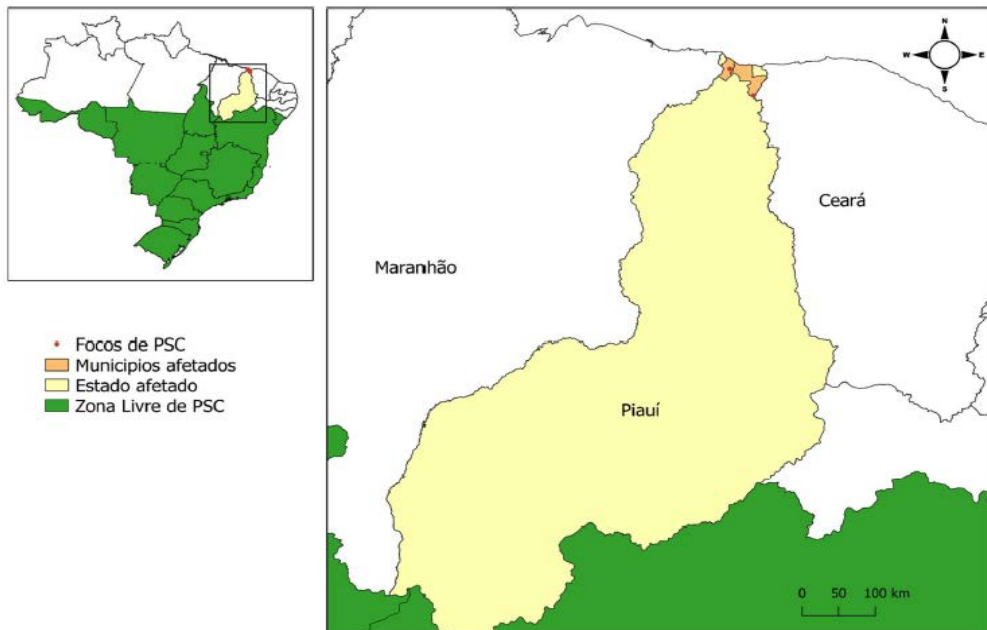 Focos de PSC
Municipios afetados
Estado afetado
Zona Livre de PSC
N
W
E
S
Ceará
Maranhão
Piauí
0 50 100 km